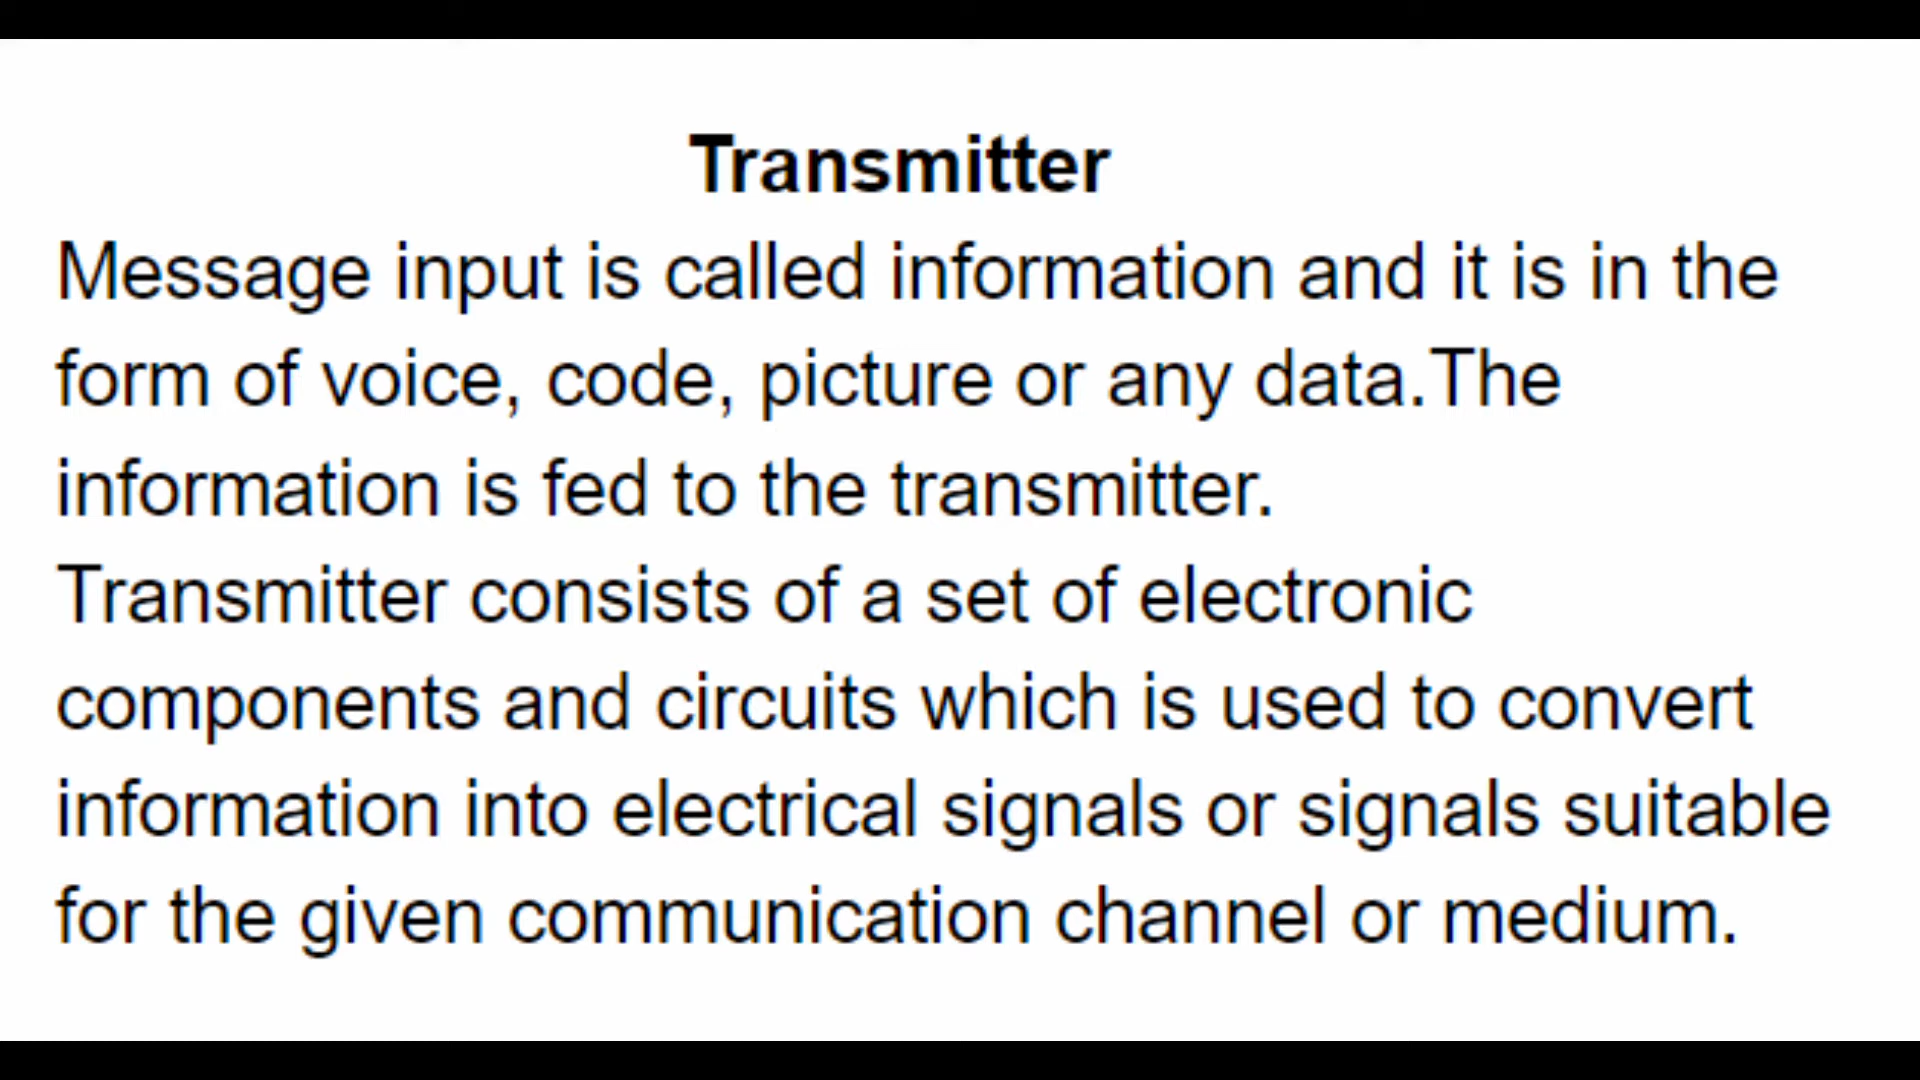 Transmitter
Message input is called information and it is in the
form of voice, code, picture or any data.The
information is fed to the transmitter.
Transmitter consists of a set of electronic
components and circuits which is used to convert
information into electrical signals or signals suitable
for the given communication channel or medium.